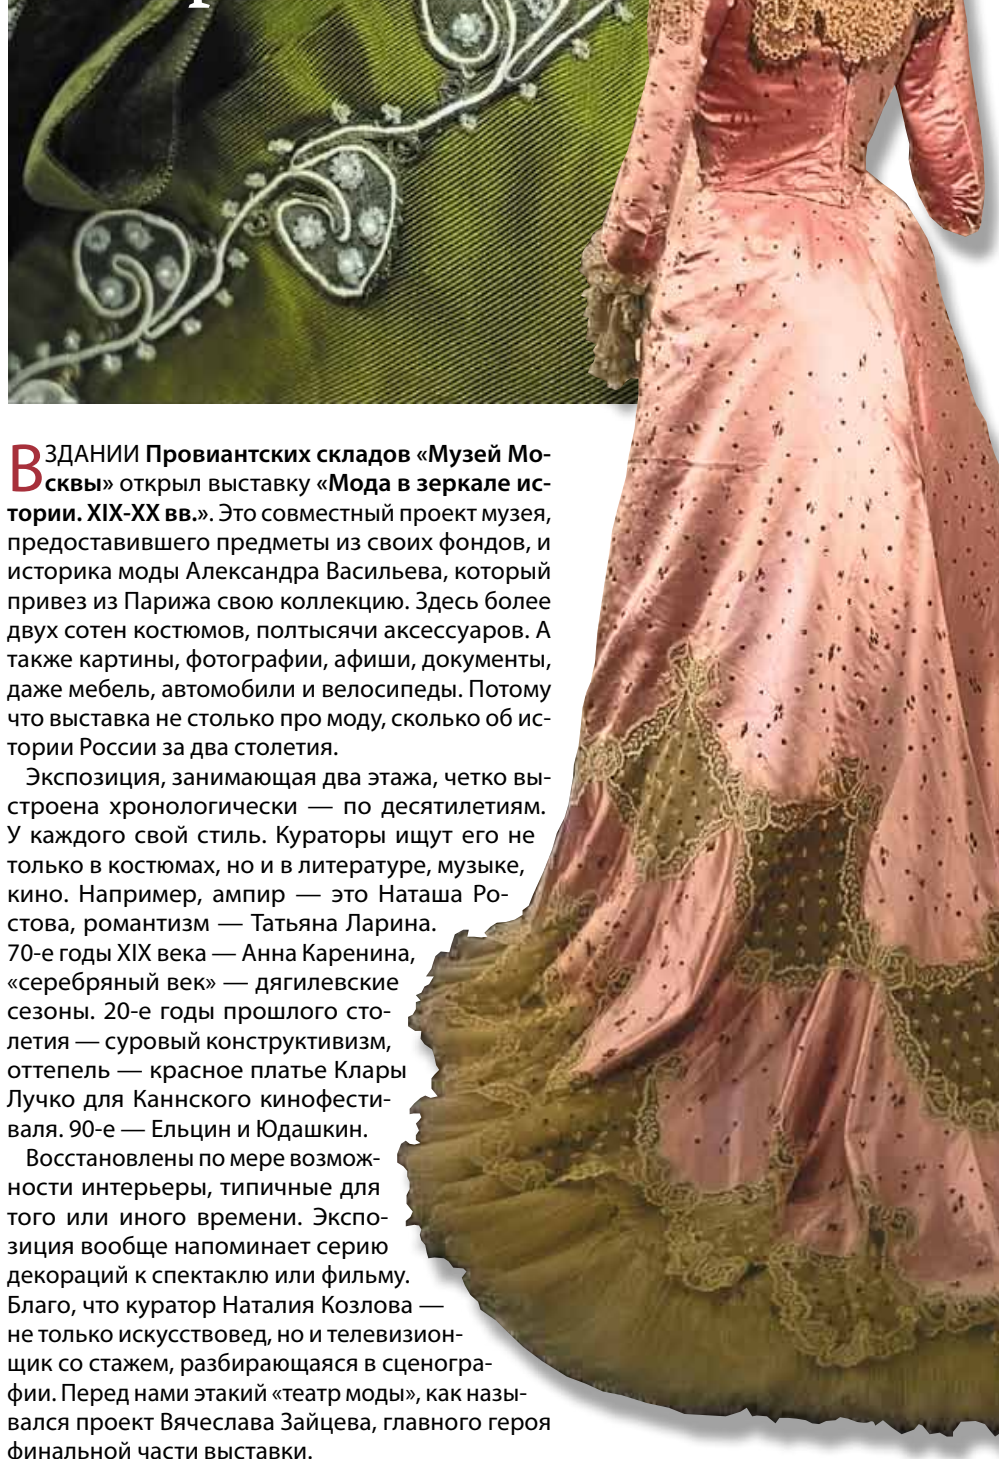 В ЗДАНИИ Провиантских складов «Музей Мо-
сквы» открыл выставку «Мода в зеркале ис-
тории. XIX-XX вв.». Это совместный проект музея,
предоставившего предметы из своих фондов, и
историка моды Александра Васильева, который
привез из Парижа свою коллекцию. Здесь более
двух сотен костюмов, полтысячи аксессуаров. А
также картины, фотографии, афиши, документы,
даже мебель, автомобили и велосипеды. Потому
что выставка не столько про моду, сколько об ис-
тории России за два столетия.
Экспозиция, занимающая два этажа, четко вы-
строена хронологически — по десятилетиям.
У каждого свой стиль. Кураторы ищут его не
только в костюмах, но и в литературе, музыке,
кино. Например, ампир — это Наташа Ро-
стова, романтизм — Татьяна Ларина.
70-е годы XIX века — Анна Каренина,
«серебряный век» — дягилевские
сезоны. 20-е годы прошлого сто-
летия — суровый конструктивизм,
оттепель — красное платье Клары
Лучко для Каннского кинофести-
валя. 90-е — Ельцин и Юдашкин.
Восстановлены по мере возмож-
ности интерьеры, типичные для
того или иного времени. Экспо-
зиция вообще напоминает серию
декораций к спектаклю или фильму.
Благо, что куратор Наталия Козлова —
не только искусствовед, но и телевизион-
щик со стажем, разбирающаяся в сценогра-
фии. Перед нами этакий «театр моды», как назы-
вался проект Вячеслава Зайцева, главного героя
финальной части выставки.